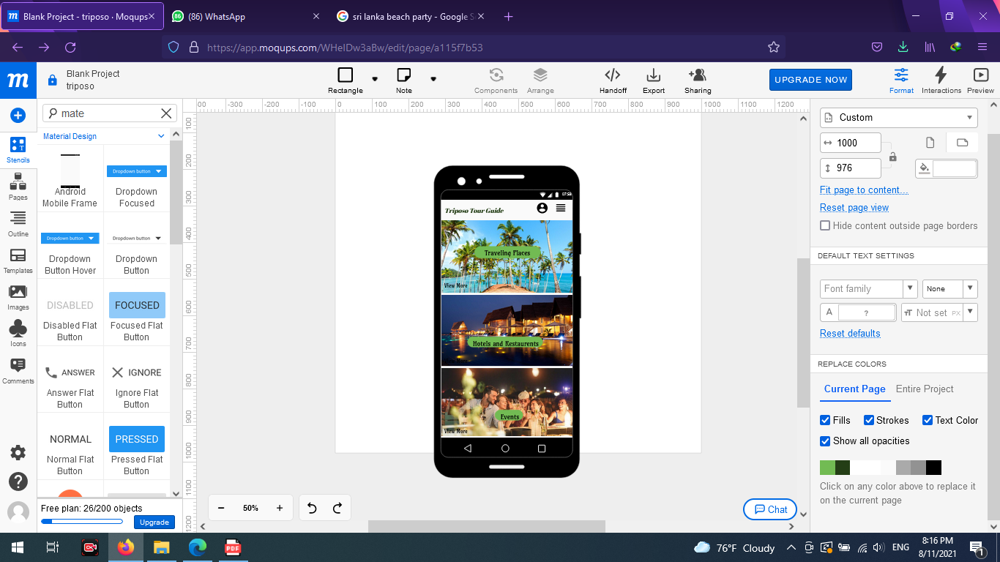 Blank Project - triposo · Moqups
(86) WhatsApp
sri lanka beach party - Google S
https://app.moqups.com/WHeIDw3aBw/edit/page/a115f7b53
m
Blank Project
triposo
Rectangle
Note
Components
Arrange
Handoff
Export
Sharing
UPGRADE NOW
Format
Interactions
Preview
Stencils
Pages
Outline
Templates
Images
Icons
Comments
mate
Material Design
Android
Mobile Frame
Dropdown button
Dropdown
Focused
Dropdown button
Dropdown
Button Hover
Dropdown button
Dropdown
Button
DISABLED
Disabled Flat
Button
FOCUSED
Focused Flat
Button
ANSWER
Answer Flat
Button
IGNORE
Ignore Flat
Button
NORMAL
Normal Flat
Button
PRESSED
Pressed Flat
Button
Free plan: 26/200 objects
Upgrade
00 -300 -200 -100 0 100 200 300 400 500 600 700 800 900 1000 1100 1200
100
200
300
400
500
600
700
800
900
1000
1100
1200
Triposo Tour Guide
Traveling Places
View More
Hotels and Restaurents
Events
View More
50%
Chat
Custom
1000
976
Fit page to content...
Reset page view
Hide content outside page borders
DEFAULT TEXT SETTINGS
Font family
None
A ?
Not set PX
Reset defaults
REPLACE COLORS
Current Page
Entire Project
Fills
Strokes
Text Color
Show all opacities
Click on any color above to replace it
on the current page
PDF
76°F Cloudy
ENG
8:16 PM
8/11/2021
1